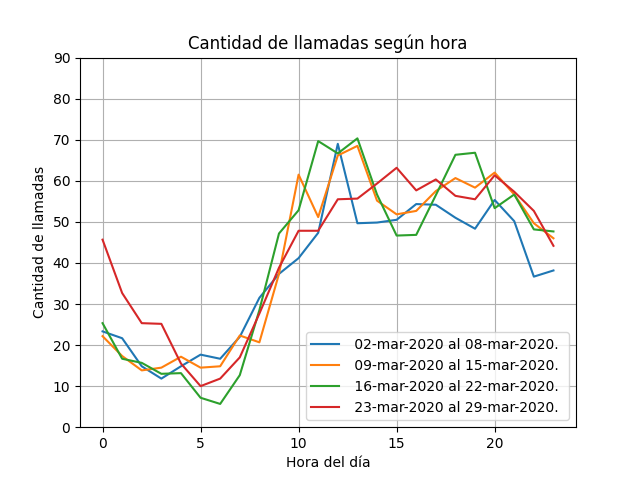 Cantidad de llamadas según hora
Cantidad de llamadas
90
80
70
60
50
40
30
20
10
0
02-mar-2020 al 08-mar-2020.
09-mar-2020 al 15-mar-2020.
16-mar-2020 al 22-mar-2020.
23-mar-2020 al 29-mar-2020.
0 5 10 15 20
Hora del día